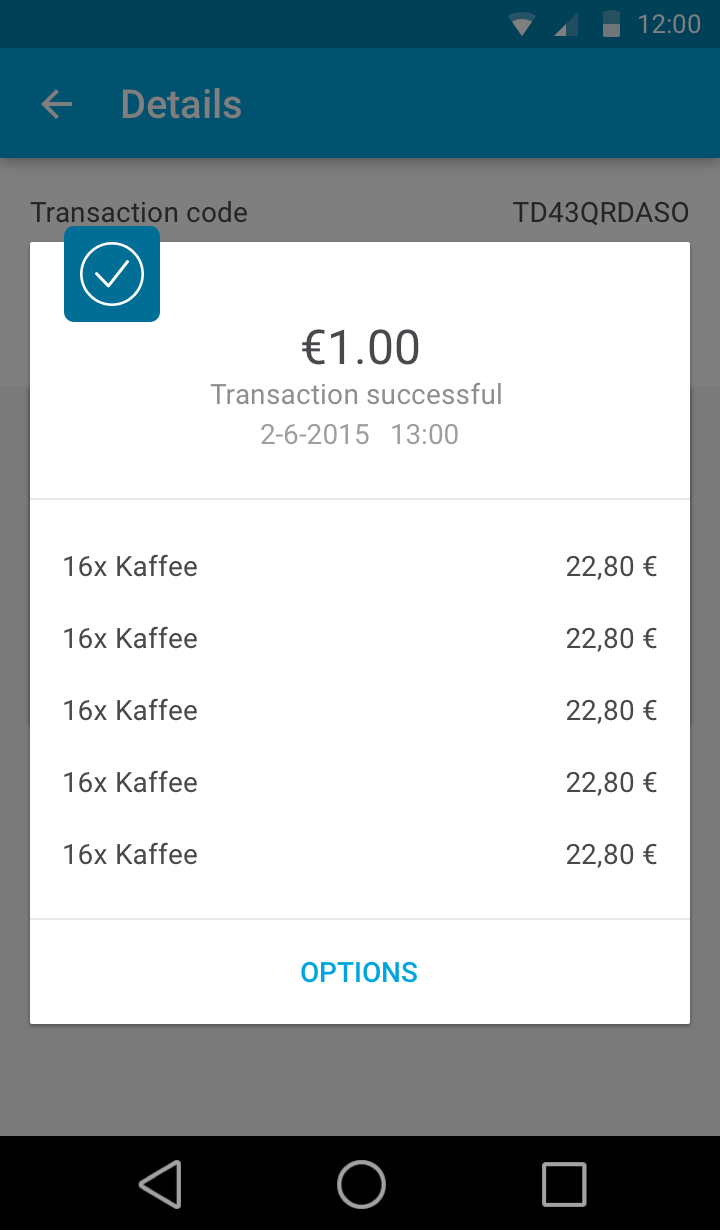 12:00
Details
Transaction code TD43QRDASO
€1.00
Transaction successful
2-6-2015 13:00
16x Kaffee 22,80 €
16x Kaffee 22,80 €
16x Kaffee 22,80 €
16x Kaffee 22,80 €
16x Kaffee 22,80 €
OPTIONS